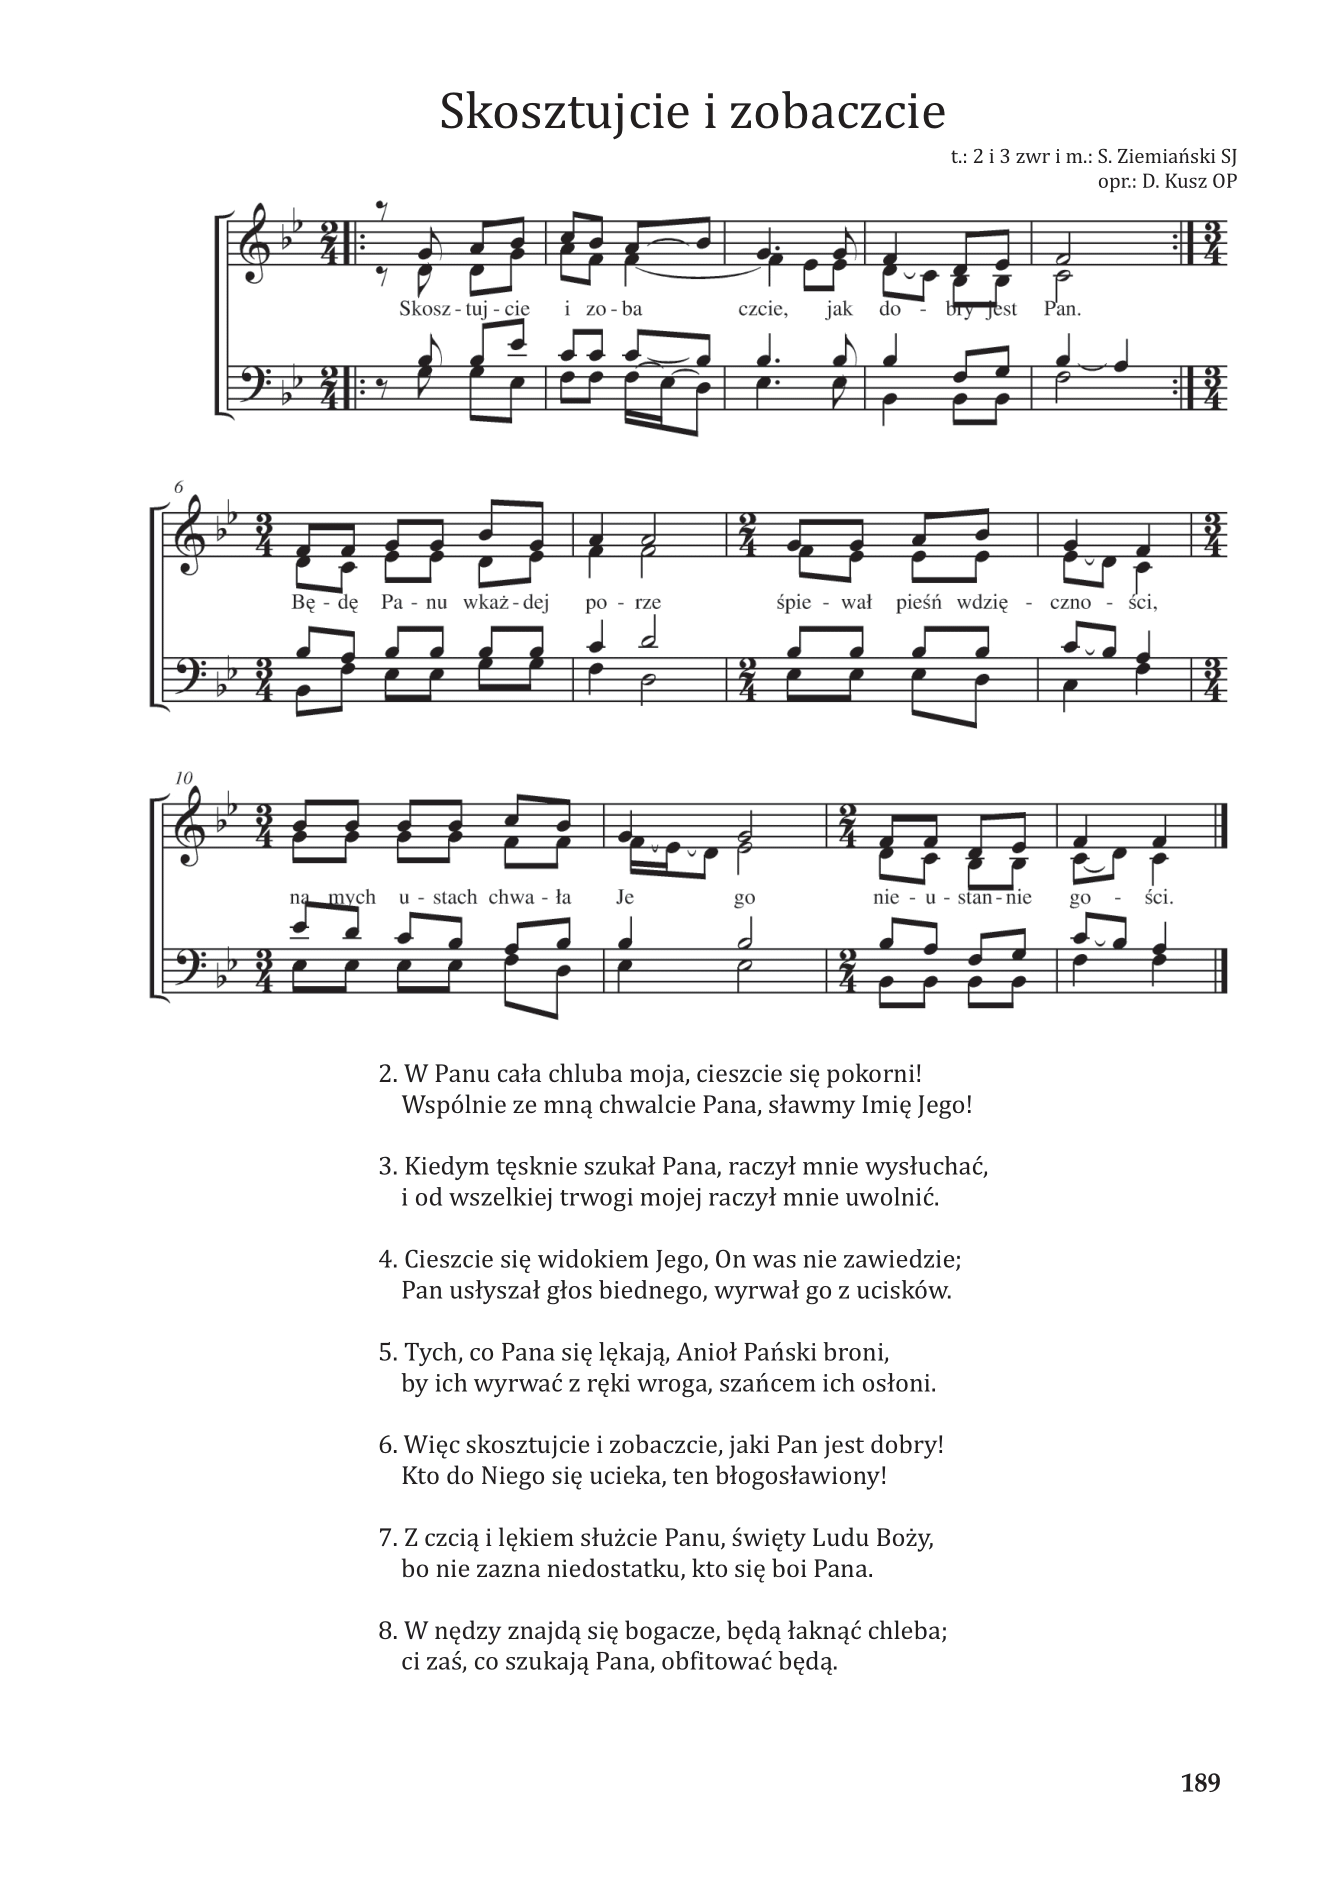 Skosztujcie i zobaczcie
t.: 2 i 3 zwr i m.: S. Ziemiański SJ
opr.: D. Kusz OP
Skosz - tuj - cie i zo - ba czcie, jak do - bry jest Pan.
6
Bę - dę Pa - nu wkaż - dej po - rze śpie - wał pieśń wdzię - czno - ści,
10
na mych u - stach chwa - ła Je go nie - u - stan - nie go - ści.
2. W Panu cała chluba moja, cieszcie się pokorni!
Wspólnie ze mną chwalcie Pana, sławmy Imię Jego!
3. Kiedym tęsknie szukał Pana, raczył mnie wysłuchać,
i od wszelkiej trwogi mojej raczył mnie uwolnić.
4. Cieszcie się widokiem Jego, On was nie zawiedzie;
Pan usłyszał głos biednego, wyrwał go z ucisków.
5. Tych, co Pana się lękają, Anioł Pański broni,
by ich wyrwać z ręki wroga, szańcem ich osłoni.
6. Więc skosztujcie i zobaczcie, jaki Pan jest dobry!
Kto do Niego się ucieka, ten błogosławiony!
7. Z czcią i lękiem służcie Panu, święty Ludu Boży,
bo nie zazna niedostatku, kto się boi Pana.
8. W nędzy znajdą się bogacze, będą łaknąć chleba;
ci zaś, co szukają Pana, obfitować będą.
189